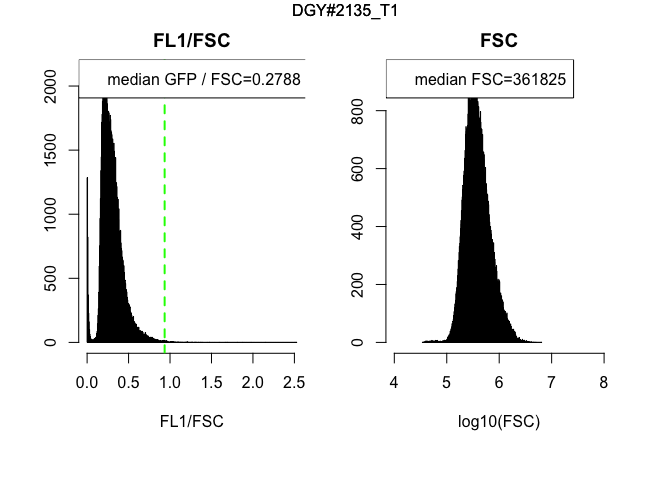 DGY#2135_T1
FL1/FSC
median GFP / FSC=0.2788
0
500
1000
1500
2000
0.0 0.5 1.0 1.5 2.0 2.5
FL1/FSC
FSC
median FSC=361825
0
200
400
600
800
4 5 6 7 8
log10(FSC)